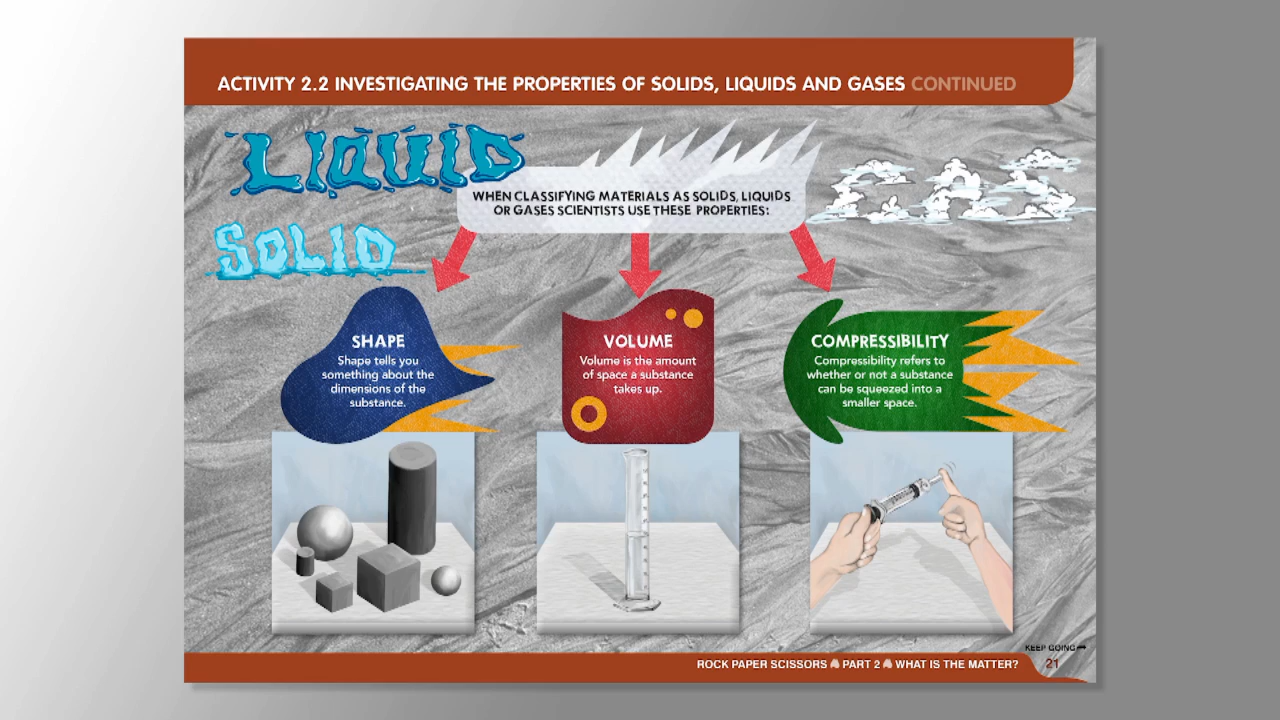 ACTIVITY 2.2 INVESTIGATING THE PROPERTIES OF SOLIDS, LIQUIDS AND GASES CONTINUED
LIQUID
GAS
SOLID
WHEN CLASSIFYING MATERIALS AS SOLIDS, LIQUIDS
OR GASES SCIENTISTS USE THESE PROPERTIES:
SHAPE
Shape tells you
something about the
dimensions of the
substance.
VOLUME
Volume is the amount
of space a substance
takes up.
COMPRESSIBILITY
Compressibility refers to
whether or not a substance
can be squeezed into a
smaller space.
KEEP GOING
ROCK PAPER SCISSORS PART 2 WHAT IS THE MATTER? 21